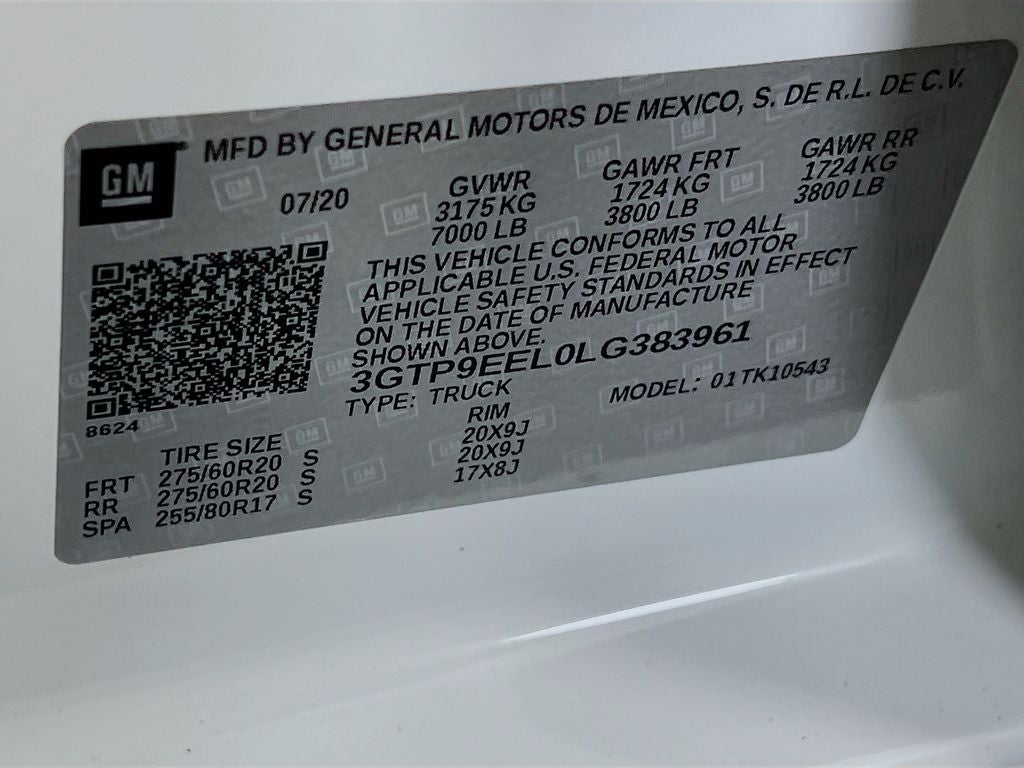 GM
MFD BY GENERAL MOTORS DE MEXICO, S. DE R.L. DE C.V.
07/20 GVWR GAWR FRT GAWR RR
3175 KG 1724 KG 1724 KG
7000 LB 3800 LB 3800 LB
THIS VEHICLE CONFORMS TO ALL
APPLICABLE U.S. FEDERAL MOTOR
VEHICLE SAFETY STANDARDS IN EFFECT
ON THE DATE OF MANUFACTURE
SHOWN ABOVE.
3GTP9EEL0LG383961
TYPE: TRUCK MODEL: 01TK10543
8624
TIRE SIZE RIM
FRT 275/60R20 S 20X9J
RR 275/60R20 S 20X9J
SPA 255/80R17 S 17X8J